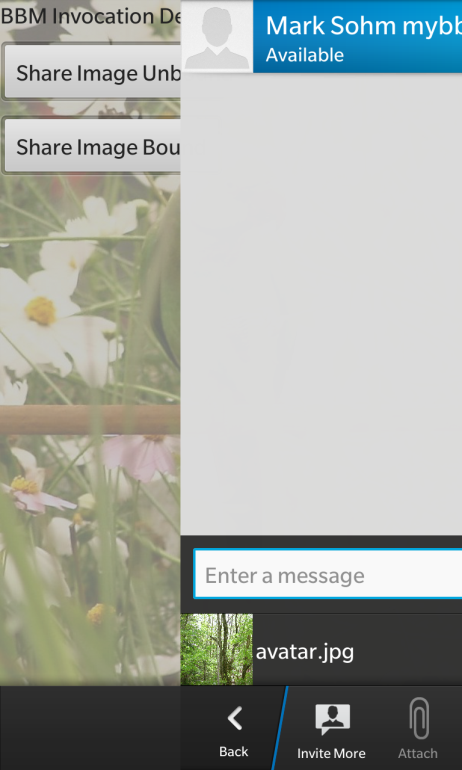 BBM Invocation De
Share Image Unb
Share Image Bou
Mark Sohm mybb
Available
Enter a message
avatar.jpg
Back
Invite More
Attach